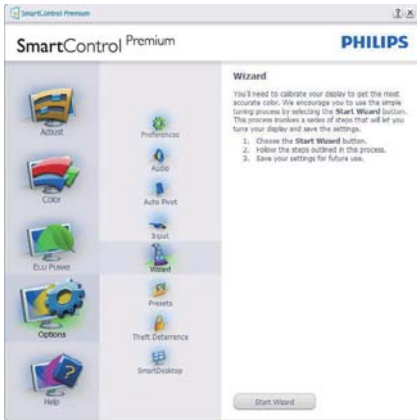 SmartControl Premium
SmartControl Premium
PHILIPS
Adjust
Color
Eco Power
Options
Help
Preferences
Audio
Auto Pivot
Input
Wizard
Presets
Theft Deterrence
SmartDesktop
Wizard
You'll need to calibrate your display to get the most
accurate color. We encourage you to use the simple
tuning process by selecting the Start Wizard button.
This process involves a series of steps that will let you
tune your display and save the settings.
1. Choose the Start Wizard button.
2. Follow the steps outlined in the process.
3. Save your settings for future use.
Start Wizard